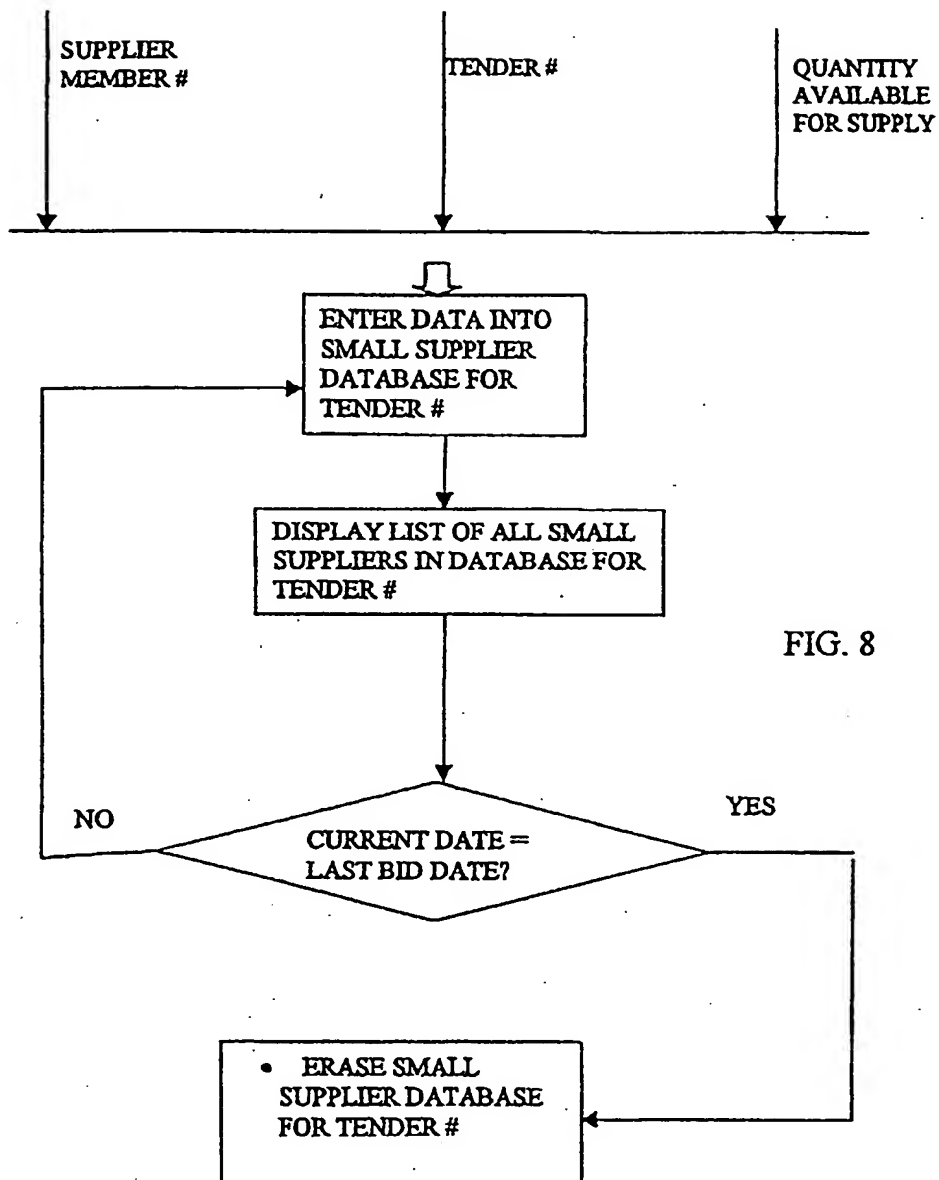 SUPPLIER
MEMBER #
TENDER #
QUANTITY
AVAILABLE
FOR SUPPLY
ENTER DATA INTO
SMALL SUPPLIER
DATABASE FOR
TENDER #
DISPLAY LIST OF ALL SMALL
SUPPLIERS IN DATABASE FOR
TENDER #
FIG. 8
NO
YES
CURRENT DATE =
LAST BID DATE?
• ERASE SMALL
SUPPLIER DATABASE
FOR TENDER #